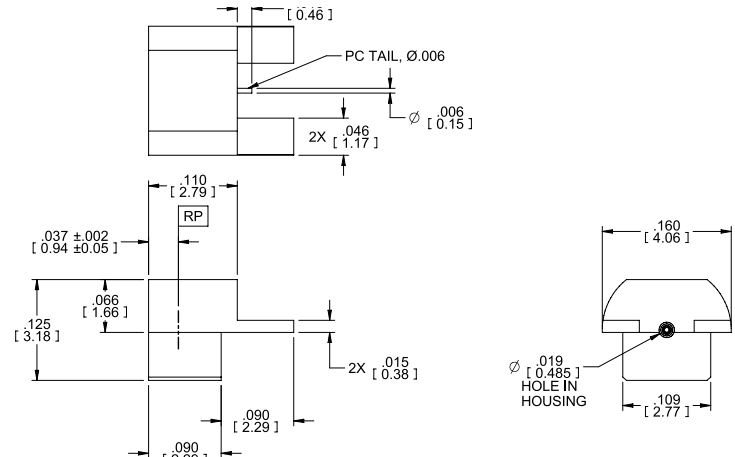 [ 0.46 ]
PC TAIL, Ø.006
Ø .006
[ 0.15 ]
2X .046
[ 1.17 ]
.110
[ 2.79 ]
RP
.037 ±.002
[ 0.94 ±0.05 ]
.160
[ 4.06 ]
.066
[ 1.66 ]
.125
[ 3.18 ]
2X .015
[ 0.38 ]
Ø .019
[ 0.485 ]
HOLE IN
HOUSING
.090
[ 2.29 ]
.109
[ 2.77 ]
.090